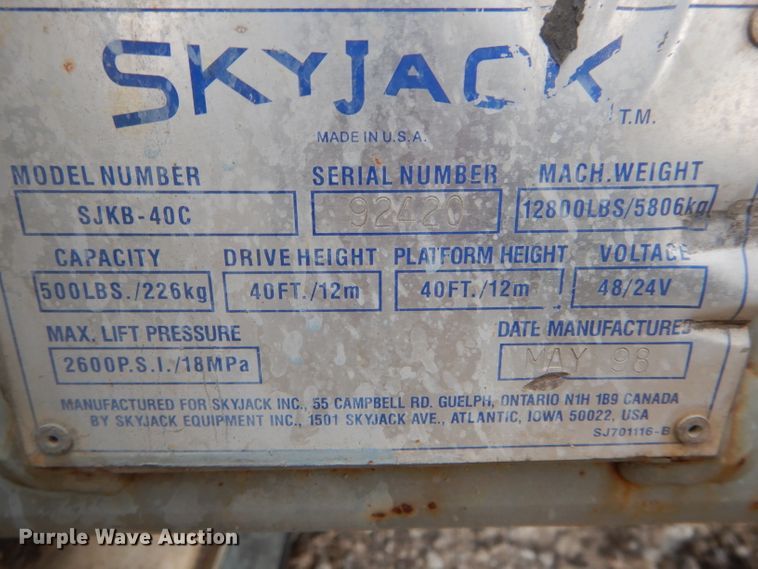 SKYJACK T.M.
MADE IN U.S.A.
MODEL NUMBER SERIAL NUMBER MACH. WEIGHT
SJKB-40C 92420 12800LBS/5806kg
CAPACITY DRIVE HEIGHT PLATFORM HEIGHT VOLTAGE
500LBS./226kg 40FT./12m 40FT./12m 48/24V
MAX. LIFT PRESSURE DATE MANUFACTURED
2600P.S.I./18MPa MAY 98
MANUFACTURED FOR SKYJACK INC., 55 CAMPBELL RD. GUELPH, ONTARIO N1H 1B9 CANADA
BY SKYJACK EQUIPMENT INC., 1501 SKYJACK AVE., ATLANTIC, IOWA 50022, USA
SJ701116-B
Purple Wave Auction